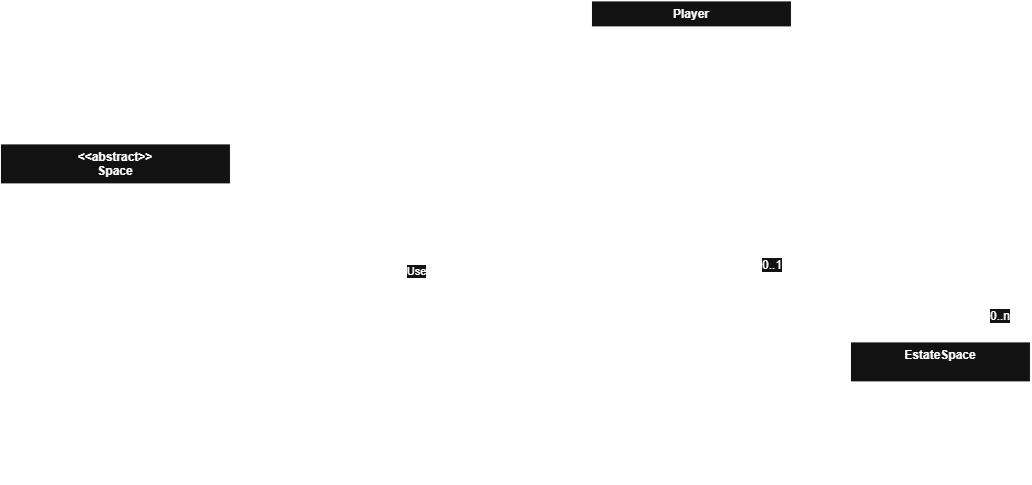 Player
<<abstract>>
Space
Use
0..1
0..n
EstateSpace